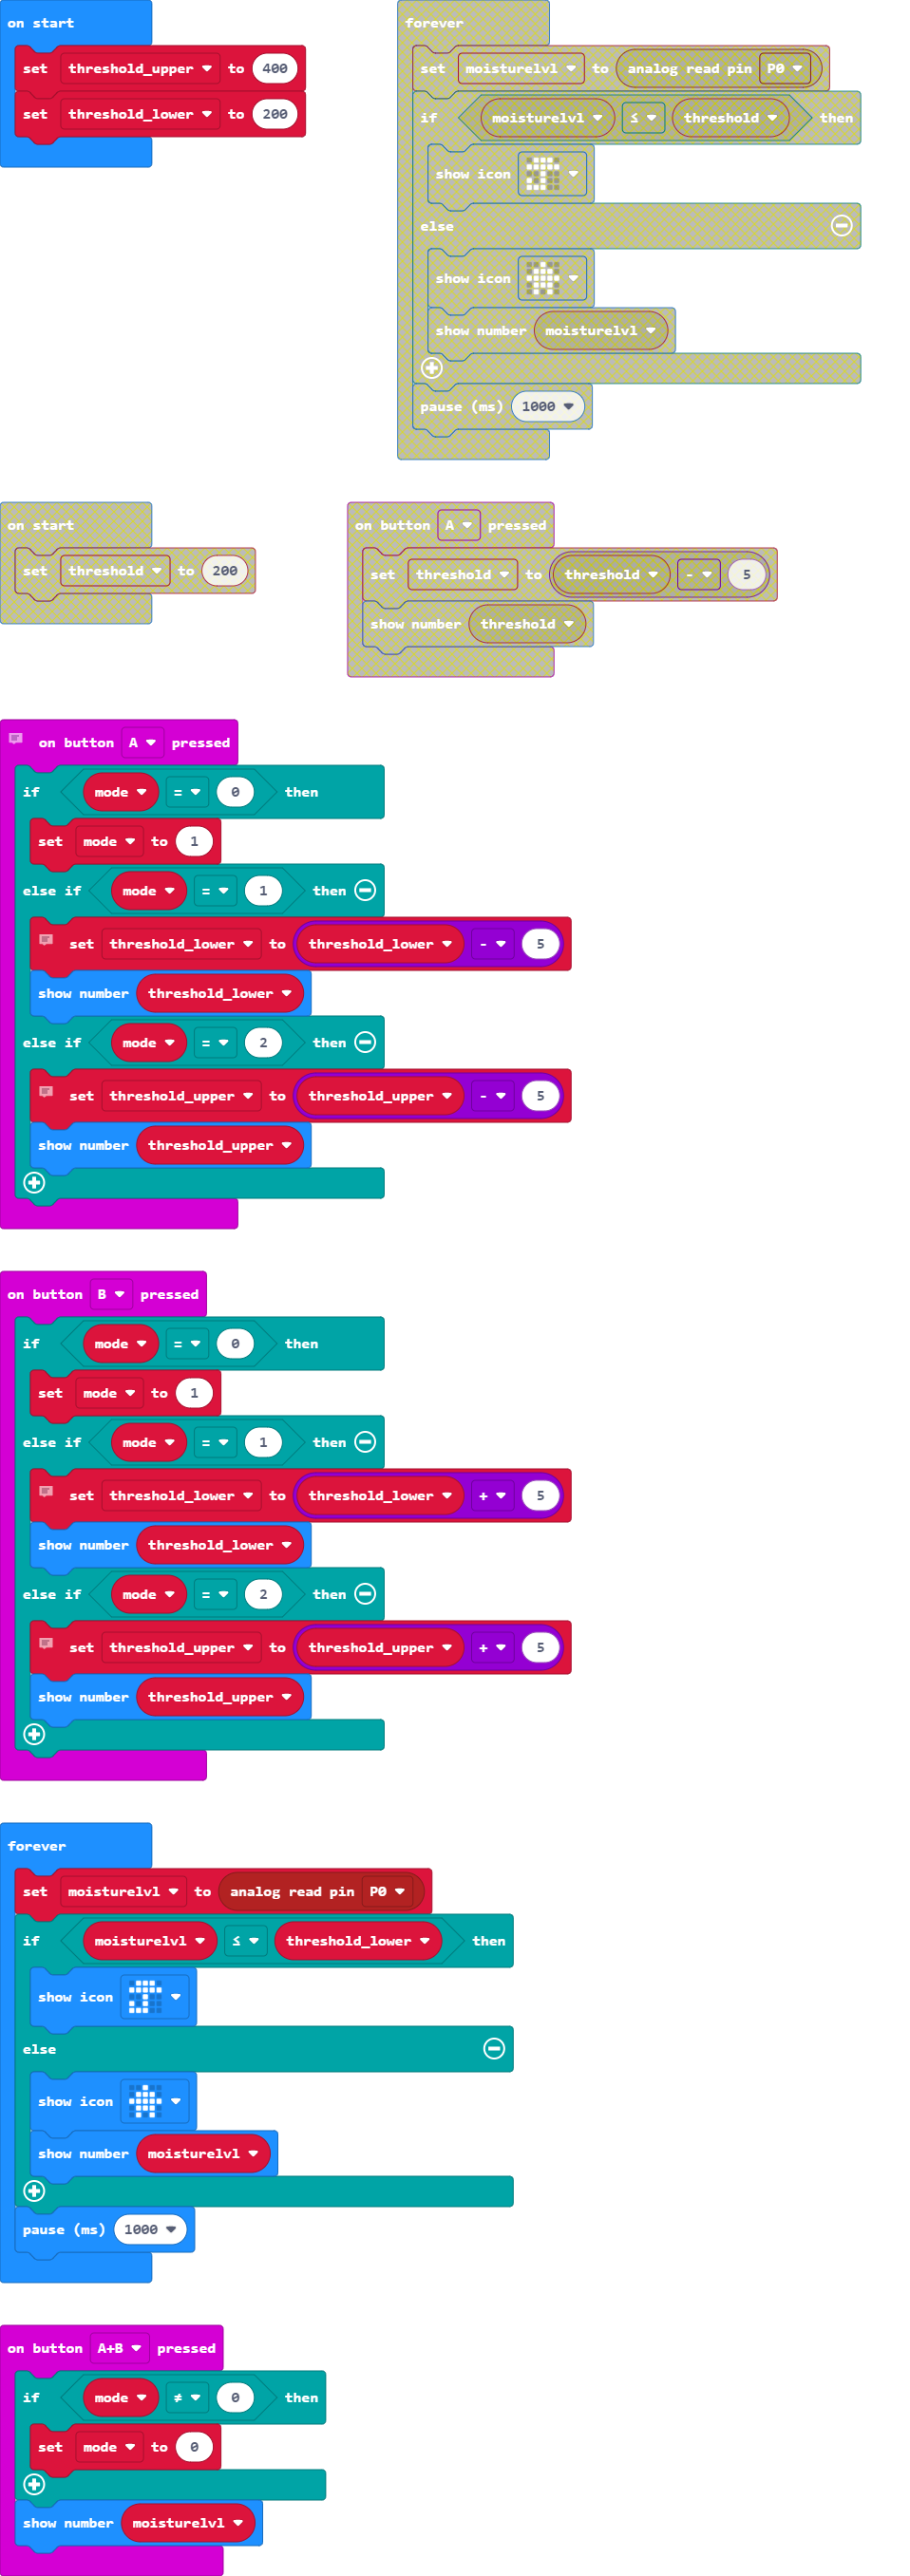 on start
set threshold_upper to 400
set threshold_lower to 200
forever
set moisturelvl to analog read pin P0
if moisturelvl ≤ threshold then
show icon
else
show icon
show number moisturelvl
pause (ms) 1000
on start
set threshold to 200
on button A pressed
set threshold to threshold - 5
show number threshold
on button A pressed
if mode = 0 then
set mode to 1
else if mode = 1 then
set threshold_lower to threshold_lower - 5
show number threshold_lower
else if mode = 2 then
set threshold_upper to threshold_upper - 5
show number threshold_upper
on button B pressed
if mode = 0 then
set mode to 1
else if mode = 1 then
set threshold_lower to threshold_lower + 5
show number threshold_lower
else if mode = 2 then
set threshold_upper to threshold_upper + 5
show number threshold_upper
forever
set moisturelvl to analog read pin P0
if moisturelvl ≤ threshold_lower then
show icon
else
show icon
show number moisturelvl
pause (ms) 1000
on button A+B pressed
if mode ≠ 0 then
set mode to 0
show number moisturelvl